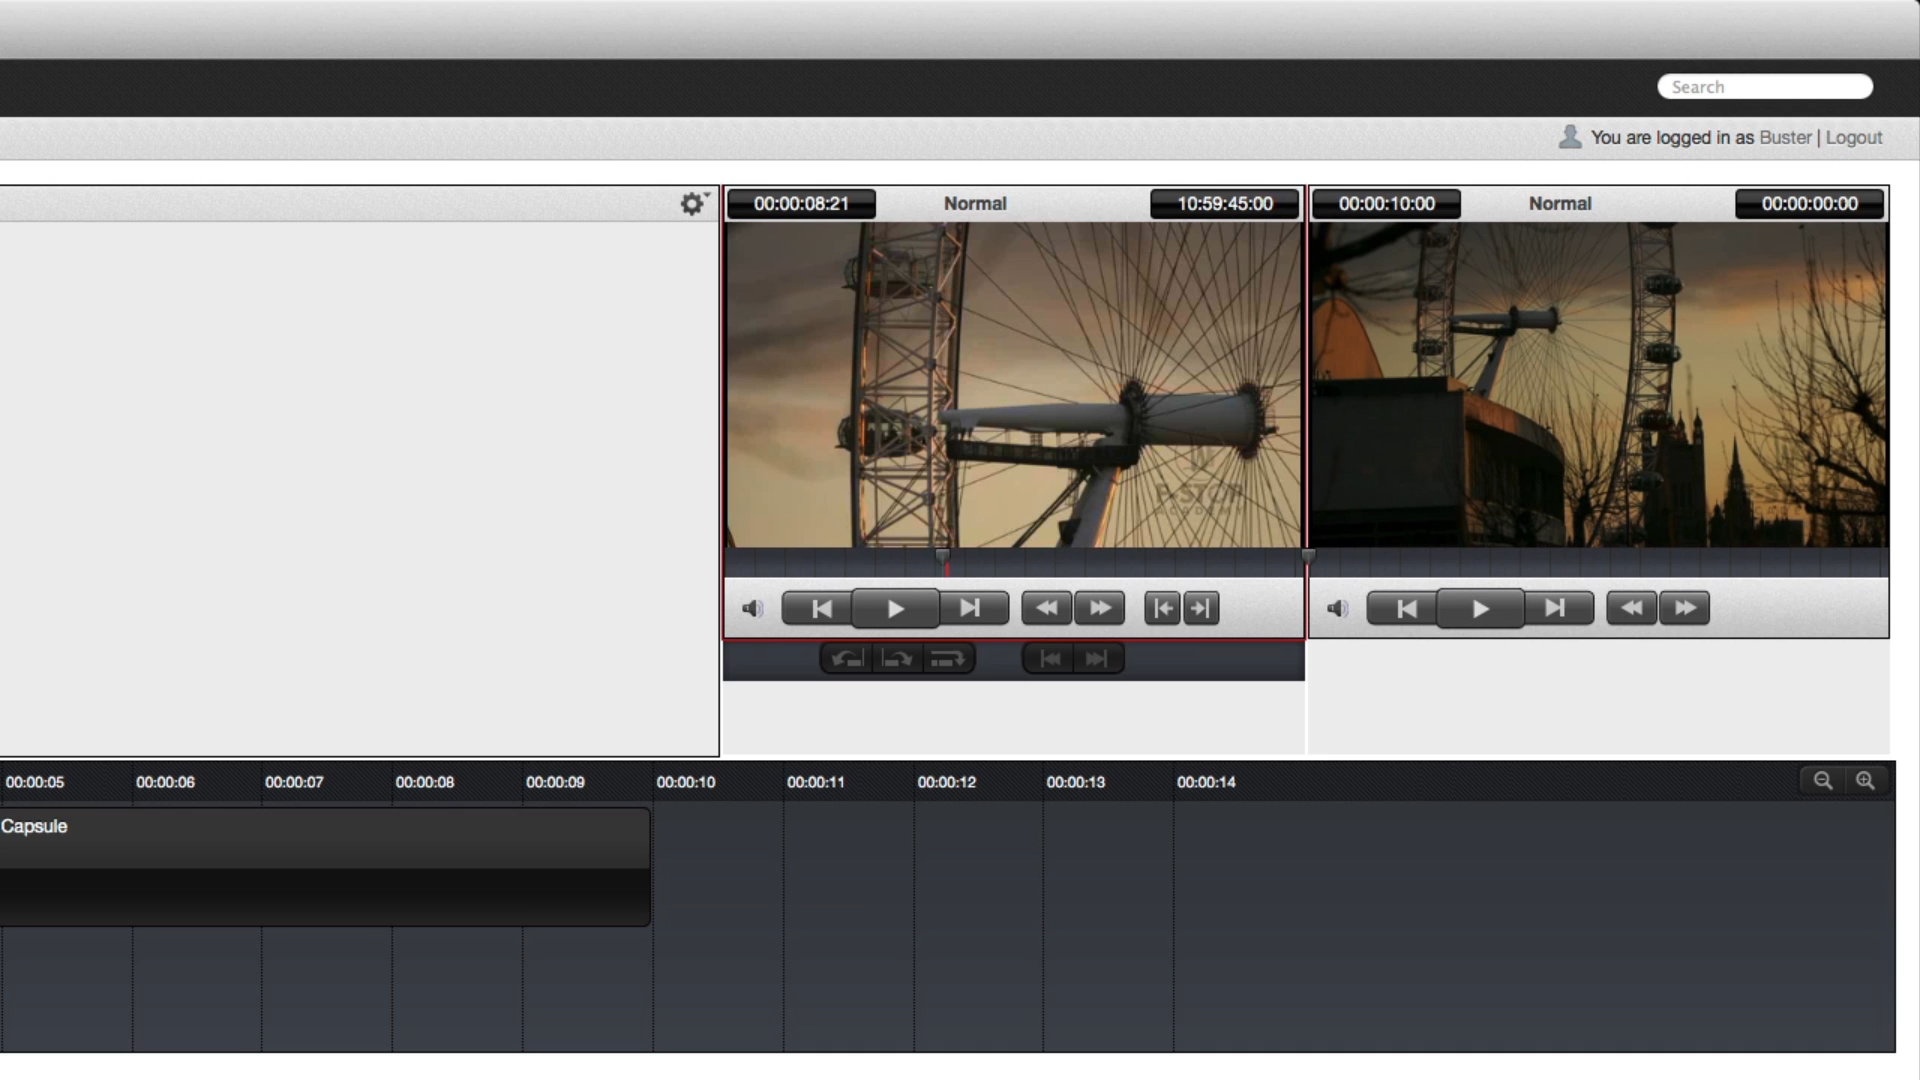 Search
You are logged in as Buster | Logout
00:00:08:21 Normal 10:59:45:00
00:00:10:00 Normal 00:00:00:00
F-STOP
ACADEMY
00:00:05 00:00:06 00:00:07 00:00:08 00:00:09 00:00:10 00:00:11 00:00:12 00:00:13 00:00:14
Capsule